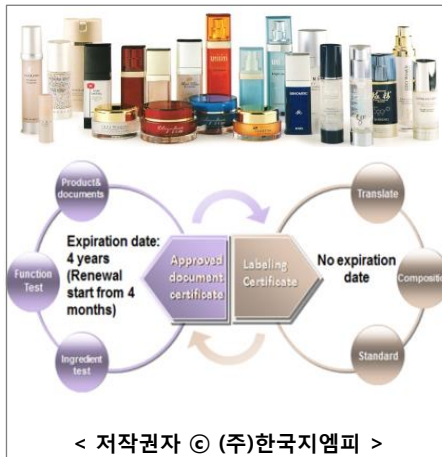 Product&
documents
Function
Test
Ingredient
test
Expiration date:
4 years
(Renewal
start from 4
months)
Approved
document
certificate
Labeling
Certificate
No expiration
date
Translate
Compositio
Standard
< 저작권자 ⓒ (주)한국지엠피 >